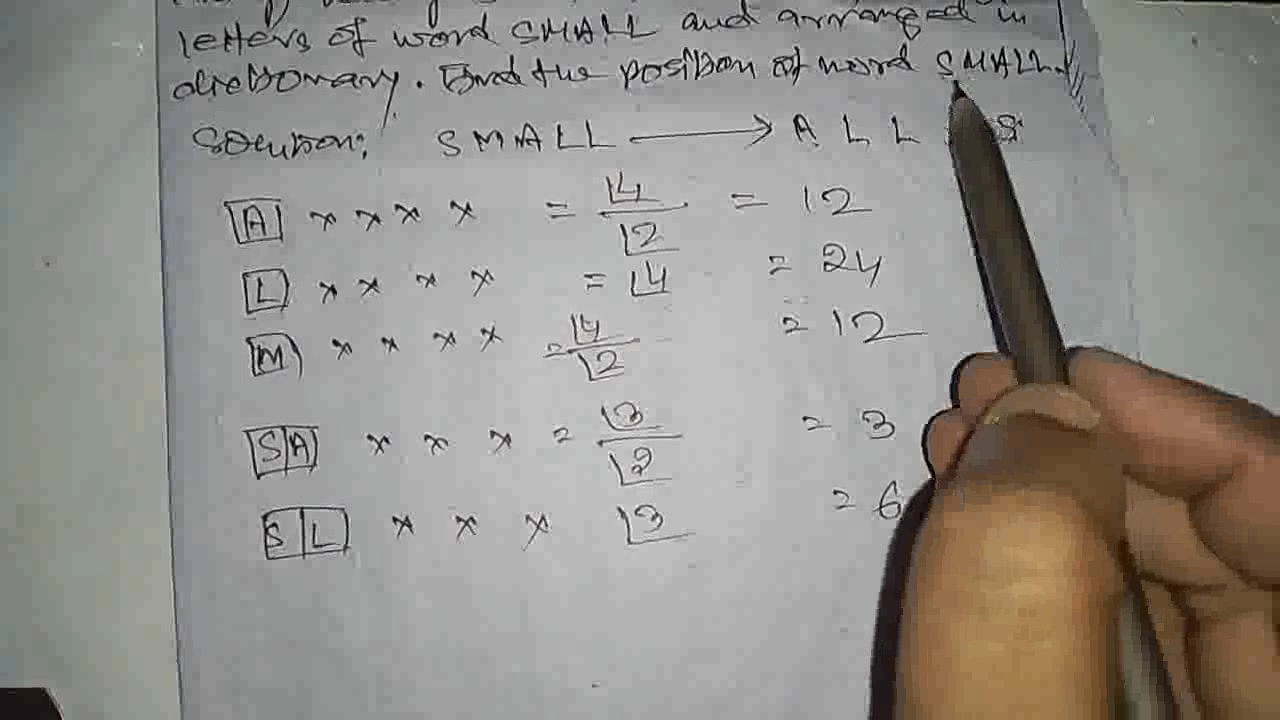 letters of word SMALL and arranged in
dictionary. Find the position of word SMALL.
Solution: SMALL → A L L S
A × × × × = ⌊4 / ⌊2 = 12
L × × × × = ⌊4 = 24
M × × × × = ⌊4 / ⌊2 = 12
S A × × × = ⌊3 / ⌊2 = 3
S L × × × ⌊3 = 6